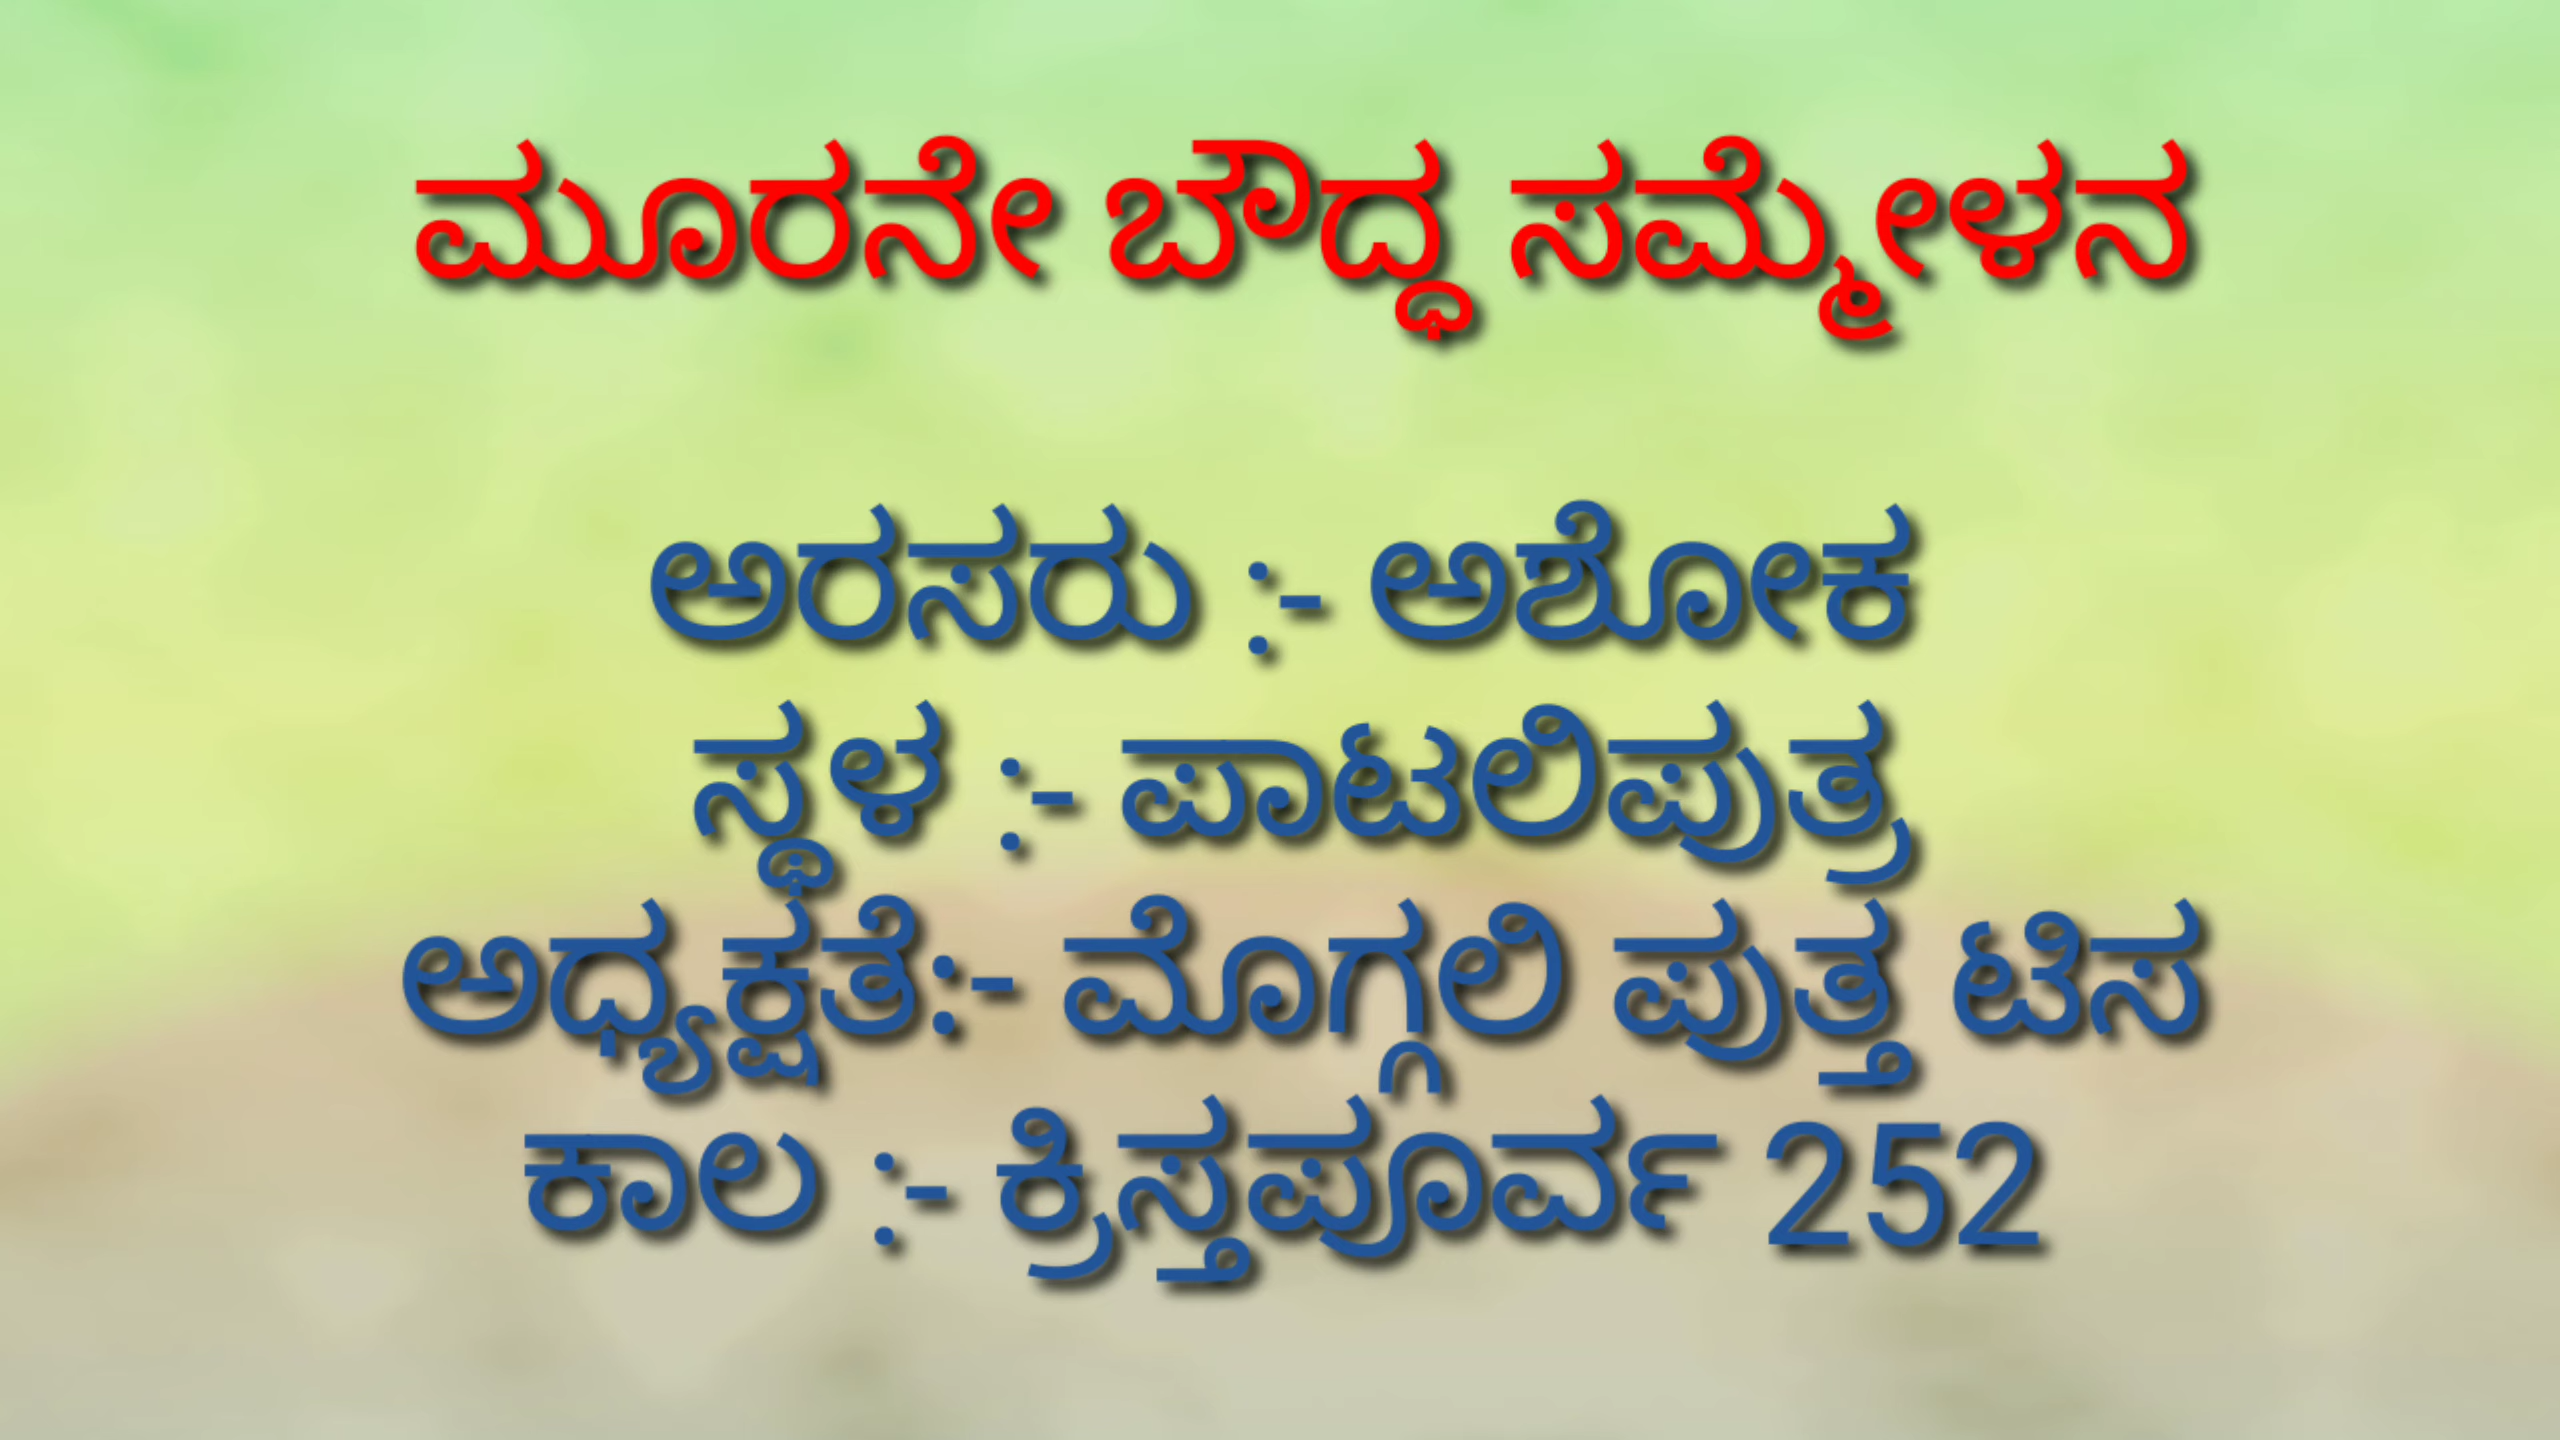 ಮೂರನೇ ಬೌದ್ಧ ಸಮ್ಮೇಳನ
ಅರಸರು :- ಅಶೋಕ
ಸ್ಥಳ :- ಪಾಟಲಿಪುತ್ರ
ಅಧ್ಯಕ್ಷತೆ:- ಮೊಗ್ಗಲಿ ಪುತ್ತ ಟಿಸ
ಕಾಲ :- ಕ್ರಿಸ್ತಪೂರ್ವ 252